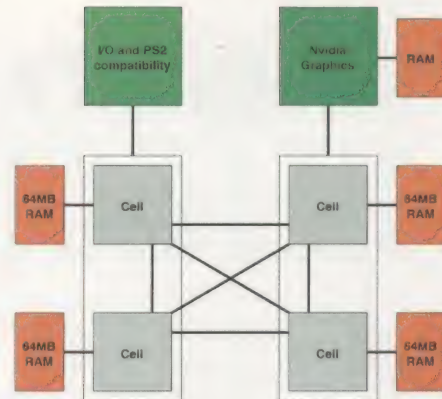 I/O and PS2
compatibility
Nvidia
Graphics
RAM
64MB
RAM
Cell
Cell
64MB
RAM
64MB
RAM
Cell
Cell
64MB
RAM